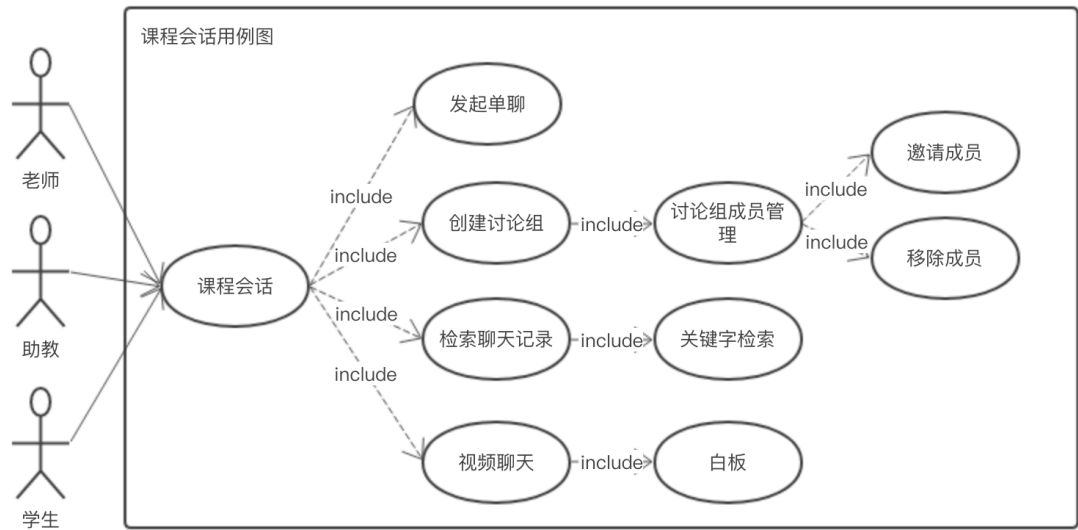 课程会话用例图
老师
助教
学生
课程会话
include
发起单聊
include
创建讨论组
include
讨论组成员管
理
include
邀请成员
include
移除成员
include
检索聊天记录
include
关键字检索
include
视频聊天
include
白板